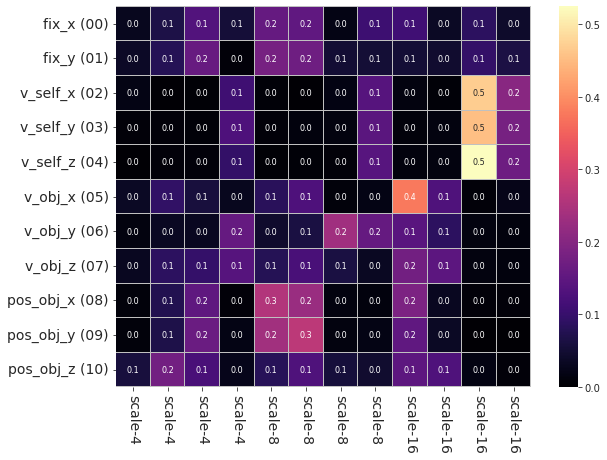 fix_x (00) 0.0 0.1 0.1 0.1 0.2 0.2 0.0 0.1 0.1 0.0 0.1 0.0
fix_y (01) 0.0 0.1 0.2 0.0 0.2 0.2 0.1 0.1 0.1 0.0 0.1 0.1
v_self_x (02) 0.0 0.0 0.0 0.1 0.0 0.0 0.0 0.1 0.0 0.0 0.5 0.2
v_self_y (03) 0.0 0.0 0.0 0.1 0.0 0.0 0.0 0.1 0.0 0.0 0.5 0.2
v_self_z (04) 0.0 0.0 0.0 0.1 0.0 0.0 0.0 0.1 0.0 0.0 0.5 0.2
v_obj_x (05) 0.0 0.1 0.1 0.0 0.1 0.1 0.0 0.0 0.4 0.1 0.0 0.0
v_obj_y (06) 0.0 0.0 0.0 0.2 0.0 0.1 0.2 0.2 0.1 0.1 0.0 0.0
v_obj_z (07) 0.0 0.1 0.1 0.1 0.1 0.1 0.1 0.0 0.2 0.1 0.0 0.0
pos_obj_x (08) 0.0 0.1 0.2 0.0 0.3 0.2 0.0 0.0 0.2 0.0 0.0 0.0
pos_obj_y (09) 0.0 0.1 0.2 0.0 0.2 0.3 0.0 0.0 0.2 0.0 0.0 0.0
pos_obj_z (10) 0.1 0.2 0.1 0.0 0.1 0.1 0.1 0.0 0.1 0.1 0.0 0.0
scale-4 scale-4 scale-4 scale-4 scale-8 scale-8 scale-8 scale-8 scale-16 scale-16 scale-16 scale-16
0.5
0.4
0.3
0.2
0.1
0.0